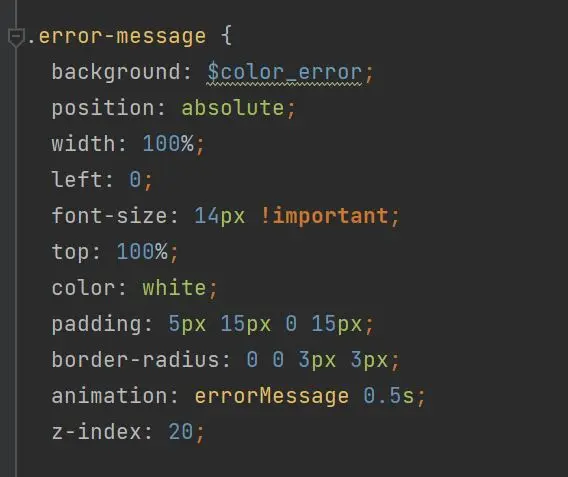 .error-message {
background: $color_error;
position: absolute;
width: 100%;
left: 0;
font-size: 14px !important;
top: 100%;
color: white;
padding: 5px 15px 0 15px;
border-radius: 0 0 3px 3px;
animation: errorMessage 0.5s;
z-index: 20;